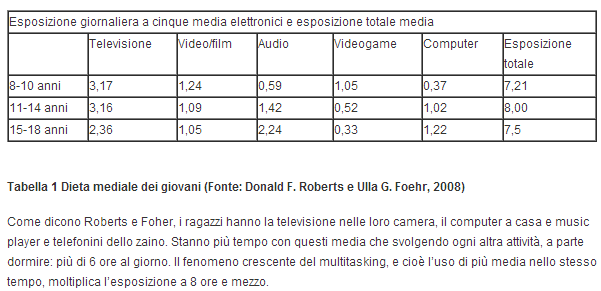 Esposizione giornaliera a cinque media elettronici e esposizione totale media
Televisione Video/film Audio Videogame Computer Esposizione totale
8-10 anni 3,17 1,24 0,59 1,05 0,37 7,21
11-14 anni 3,16 1,09 1,42 0,52 1,02 8,00
15-18 anni 2,36 1,05 2,24 0,33 1,22 7,5
Tabella 1 Dieta mediale dei giovani (Fonte: Donald F. Roberts e Ulla G. Foehr, 2008)
Come dicono Roberts e Foher, i ragazzi hanno la televisione nelle loro camera, il computer a casa e music
player e telefonini dello zaino. Stanno più tempo con questi media che svolgendo ogni altra attività, a parte
dormire: più di 6 ore al giorno. Il fenomeno crescente del multitasking, e cioè l'uso di più media nello stesso
tempo, moltiplica l'esposizione a 8 ore e mezzo.